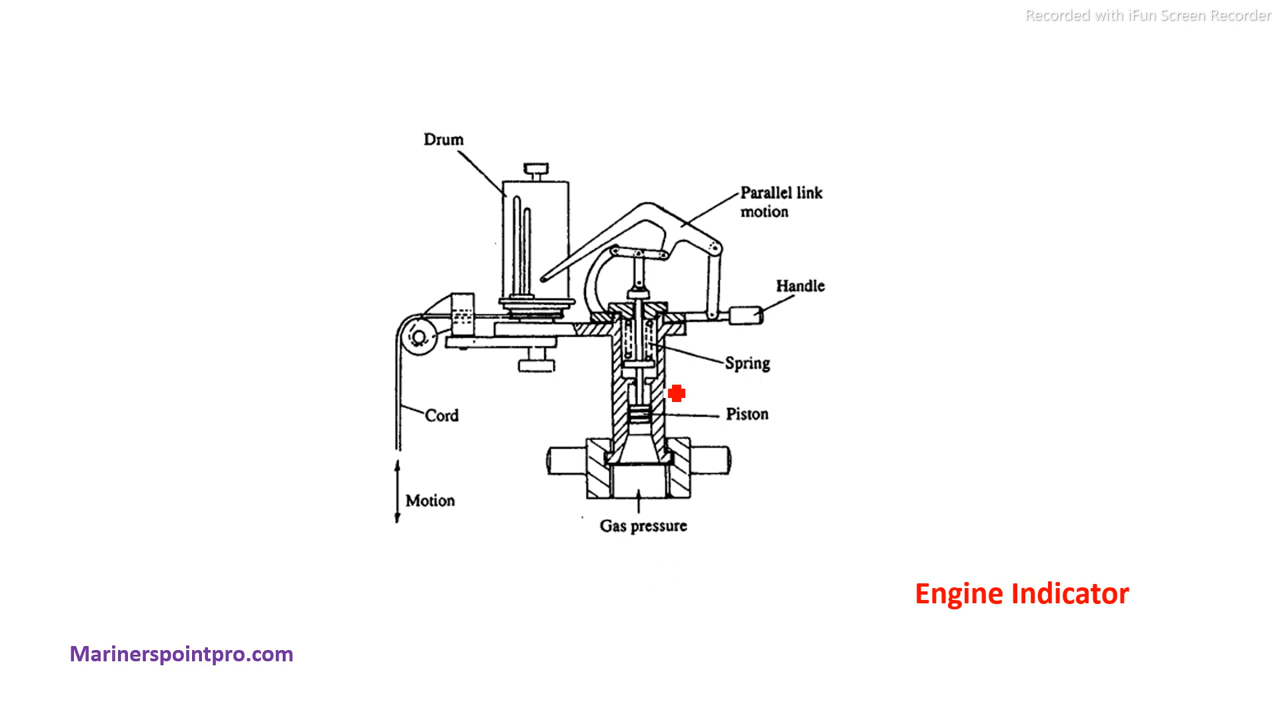 Recorded with iFun Screen Recorder
Drum
Parallel link
motion
Handle
Spring
Piston
Cord
Motion
Gas pressure
Engine Indicator
Marinerspointpro.com